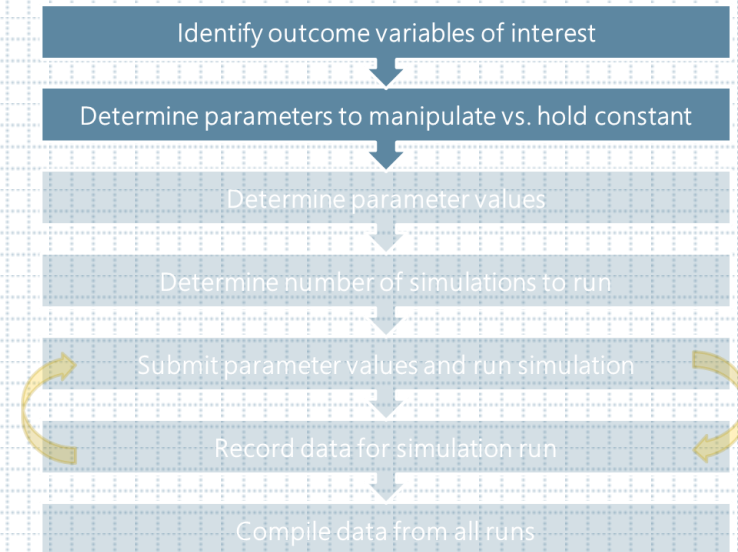 Identify outcome variables of interest
Determine parameters to manipulate vs. hold constant
Determine parameter values
Determine number of simulations to run
Submit parameter values and run simulation
Record data for simulation run
Compile data from all runs